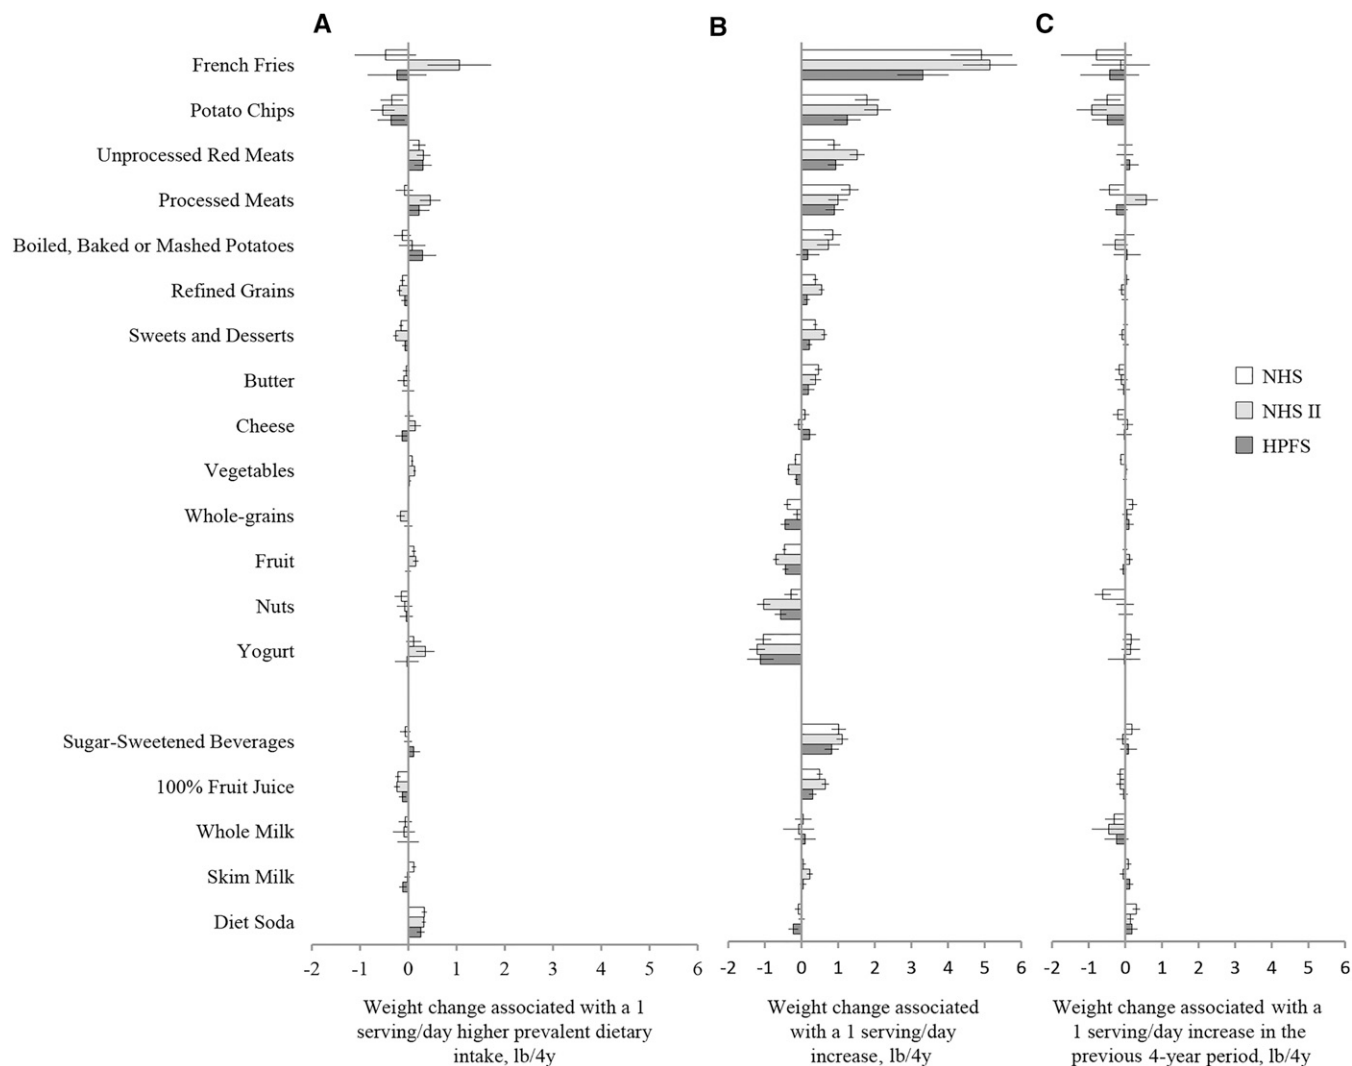 A
B
C
French Fries
Potato Chips
Unprocessed Red Meats
Processed Meats
Boiled, Baked or Mashed Potatoes
Refined Grains
Sweets and Desserts
Butter
Cheese
Vegetables
Whole-grains
Fruit
Nuts
Yogurt
Sugar-Sweetened Beverages
100% Fruit Juice
Whole Milk
Skim Milk
Diet Soda
NHS
NHS II
HPFS
-2 -1 0 1 2 3 4 5 6
Weight change associated with a 1
serving/day higher prevalent dietary
intake, lb/4y
-2 -1 0 1 2 3 4 5 6
Weight change associated
with a 1 serving/day
increase, lb/4y
-2 -1 0 1 2 3 4 5 6
Weight change associated with a
1 serving/day increase in the
previous 4-year period, lb/4y